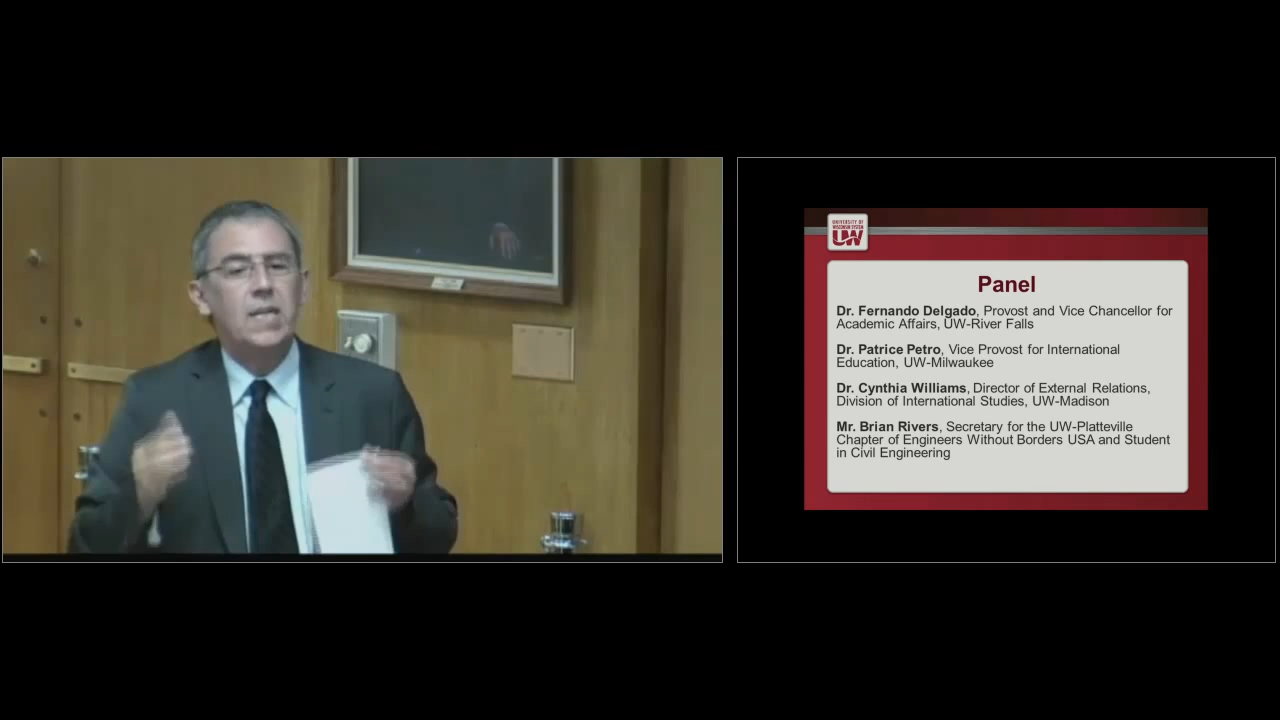 UNIVERSITY OF
WISCONSIN SYSTEM
UW
Panel
Dr. Fernando Delgado, Provost and Vice Chancellor for
Academic Affairs, UW-River Falls
Dr. Patrice Petro, Vice Provost for International
Education, UW-Milwaukee
Dr. Cynthia Williams, Director of External Relations,
Division of International Studies, UW-Madison
Mr. Brian Rivers, Secretary for the UW-Platteville
Chapter of Engineers Without Borders USA and Student
in Civil Engineering